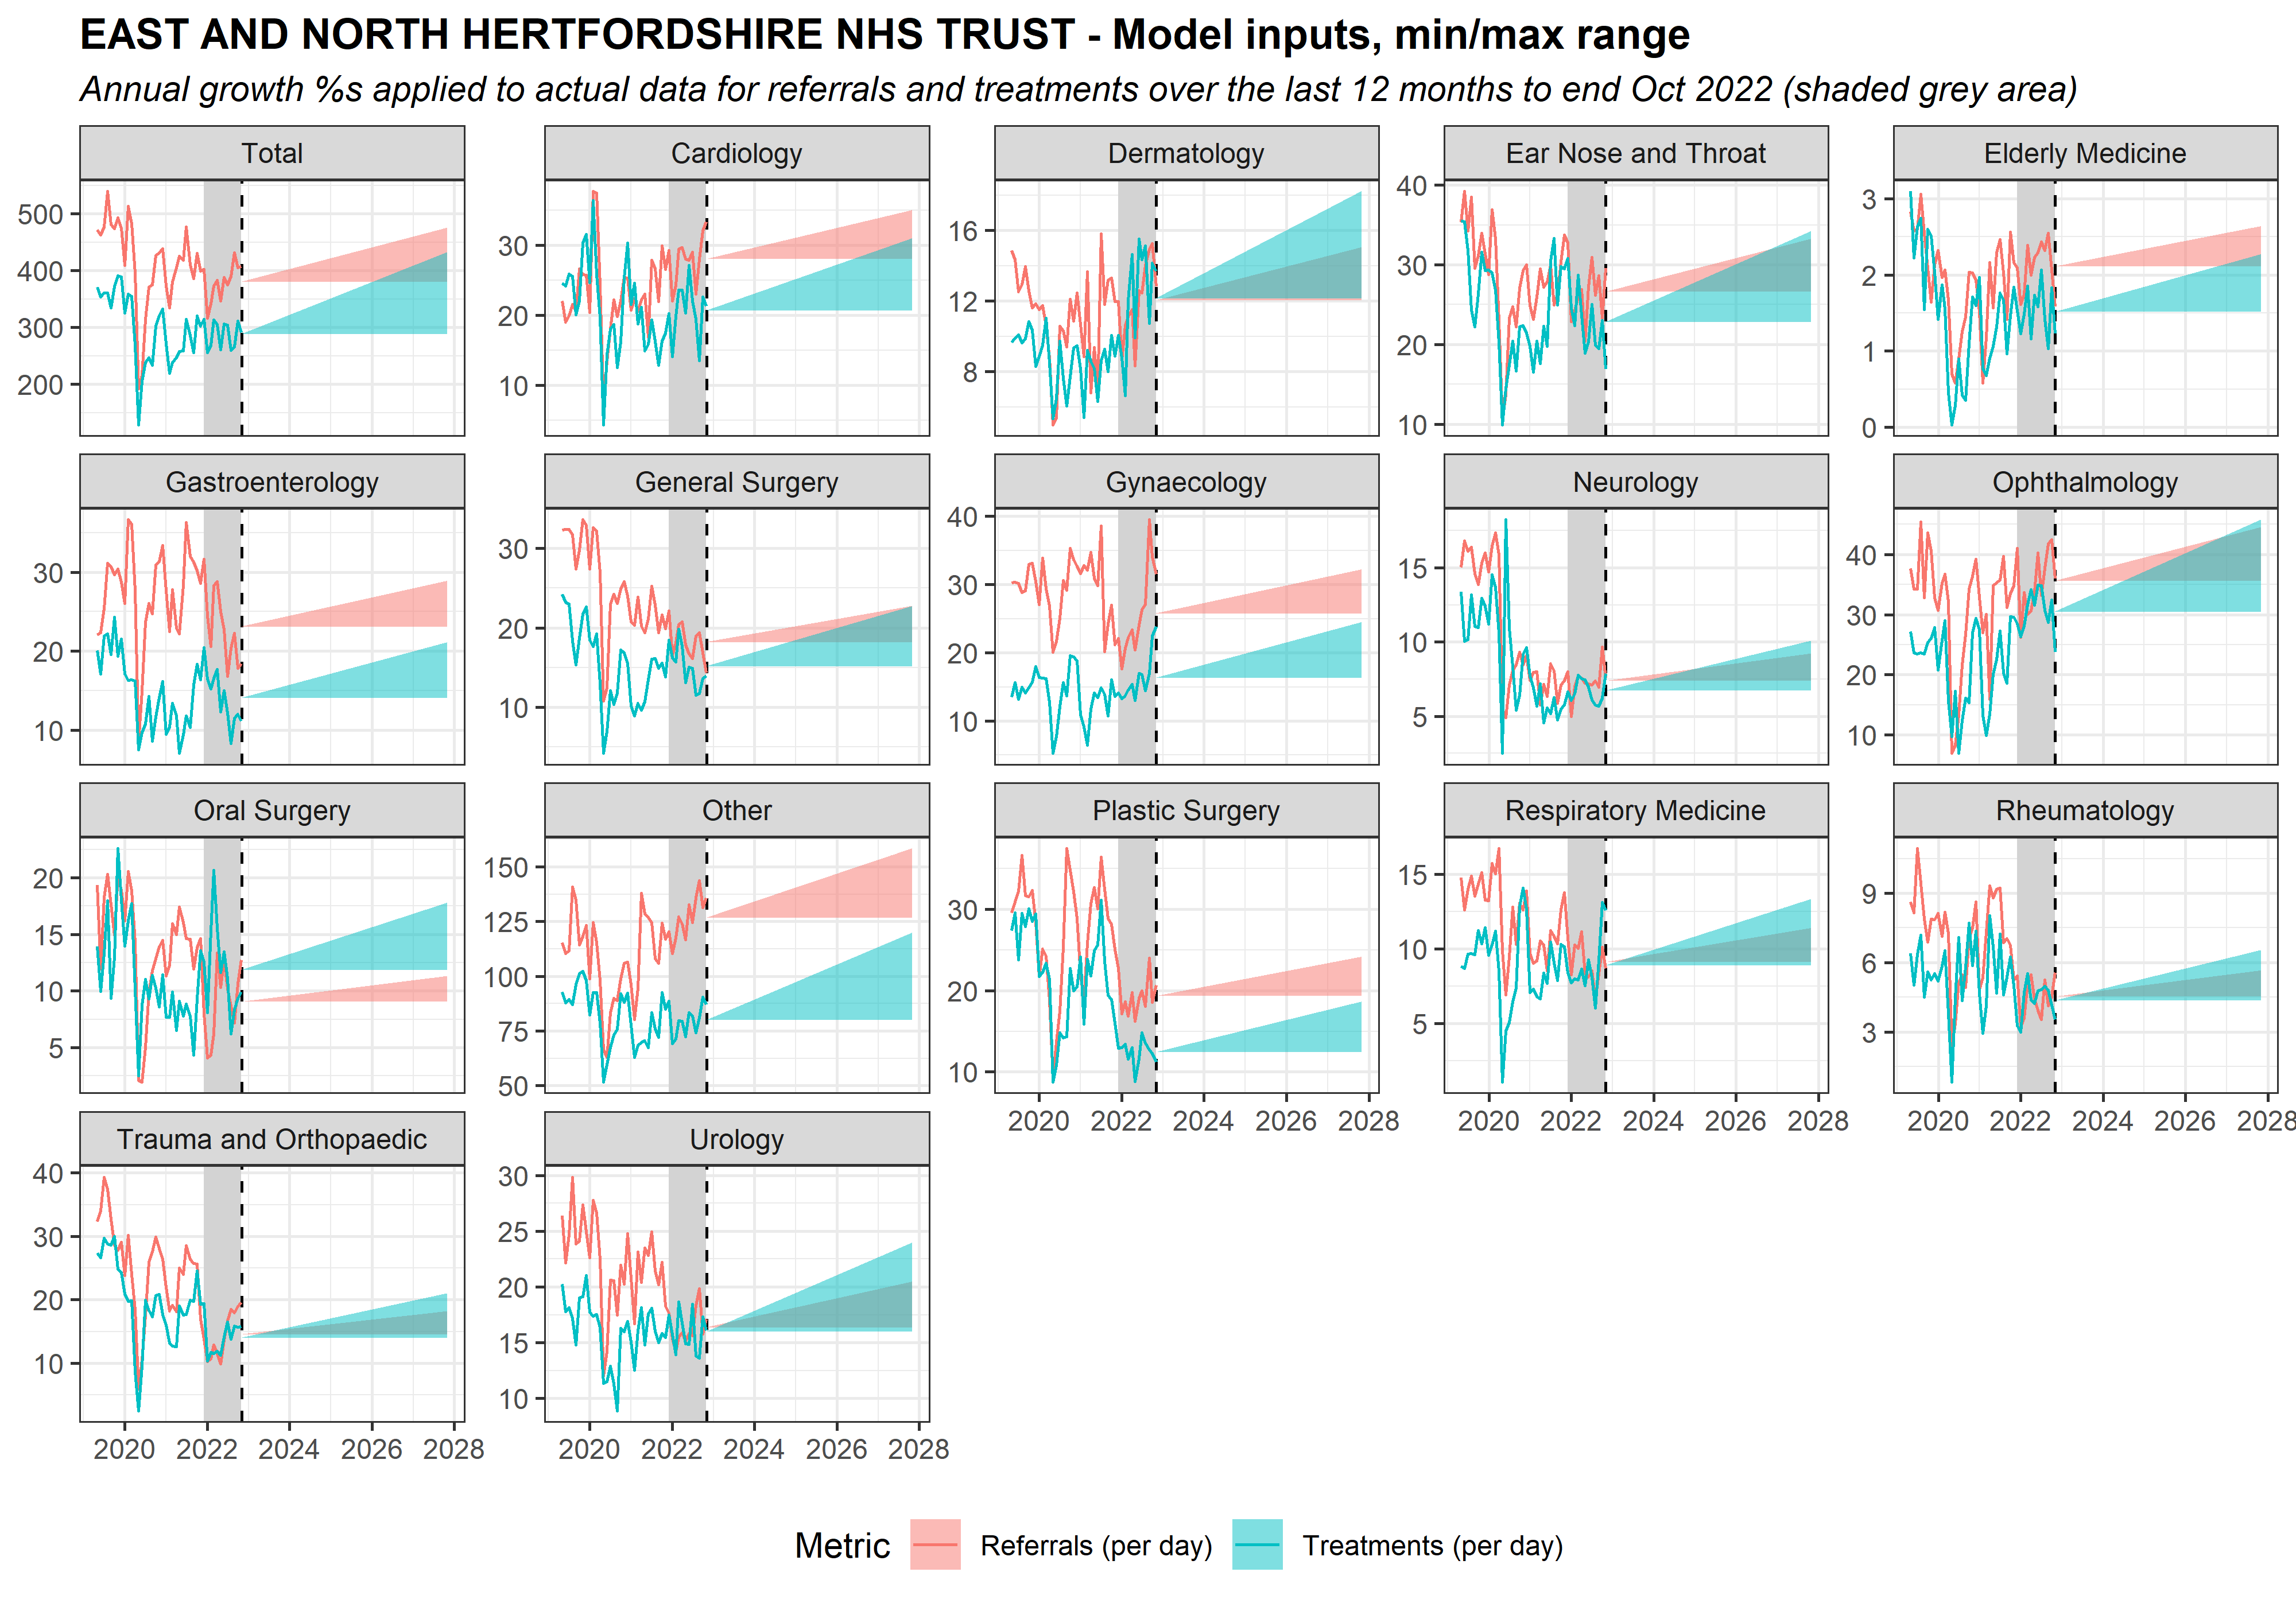 EAST AND NORTH HERTFORDSHIRE NHS TRUST - Model inputs, min/max range
Annual growth %s applied to actual data for referrals and treatments over the last 12 months to end Oct 2022 (shaded grey area)
Total
Cardiology
Dermatology
Ear Nose and Throat
Elderly Medicine
500
400
300
200
30
20
10
16
12
8
40
30
20
10
3
2
1
0
Gastroenterology
General Surgery
Gynaecology
Neurology
Ophthalmology
30
20
10
30
20
10
40
30
20
10
15
10
5
40
30
20
10
Oral Surgery
Other
Plastic Surgery
Respiratory Medicine
Rheumatology
20
15
10
5
150
125
100
75
50
30
20
10
15
10
5
9
6
3
2020 2022 2024 2026 2028
2020 2022 2024 2026 2028
2020 2022 2024 2026 2028
Trauma and Orthopaedic
Urology
40
30
20
10
30
25
20
15
10
2020 2022 2024 2026 2028
2020 2022 2024 2026 2028
Metric Referrals (per day) Treatments (per day)